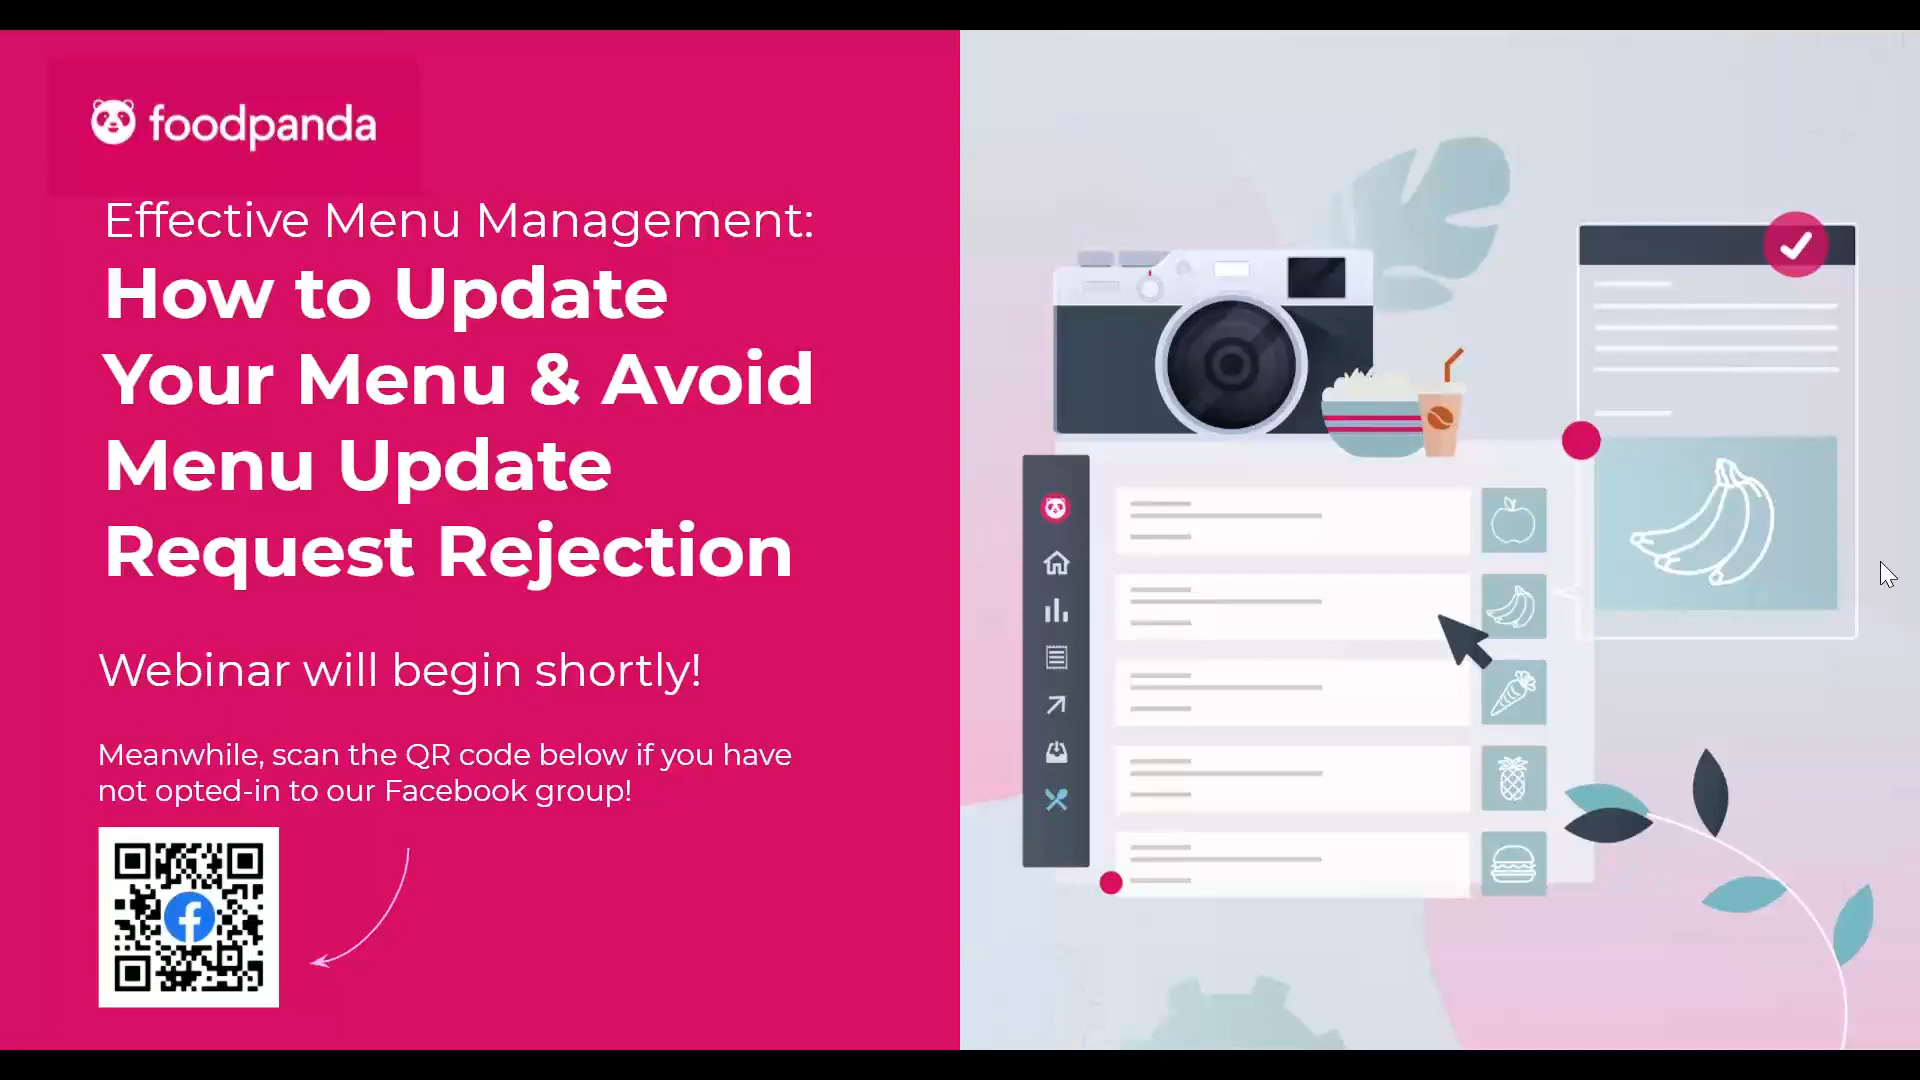 foodpanda
Effective Menu Management:
How to Update
Your Menu & Avoid
Menu Update
Request Rejection
Webinar will begin shortly!
Meanwhile, scan the QR code below if you have
not opted-in to our Facebook group!